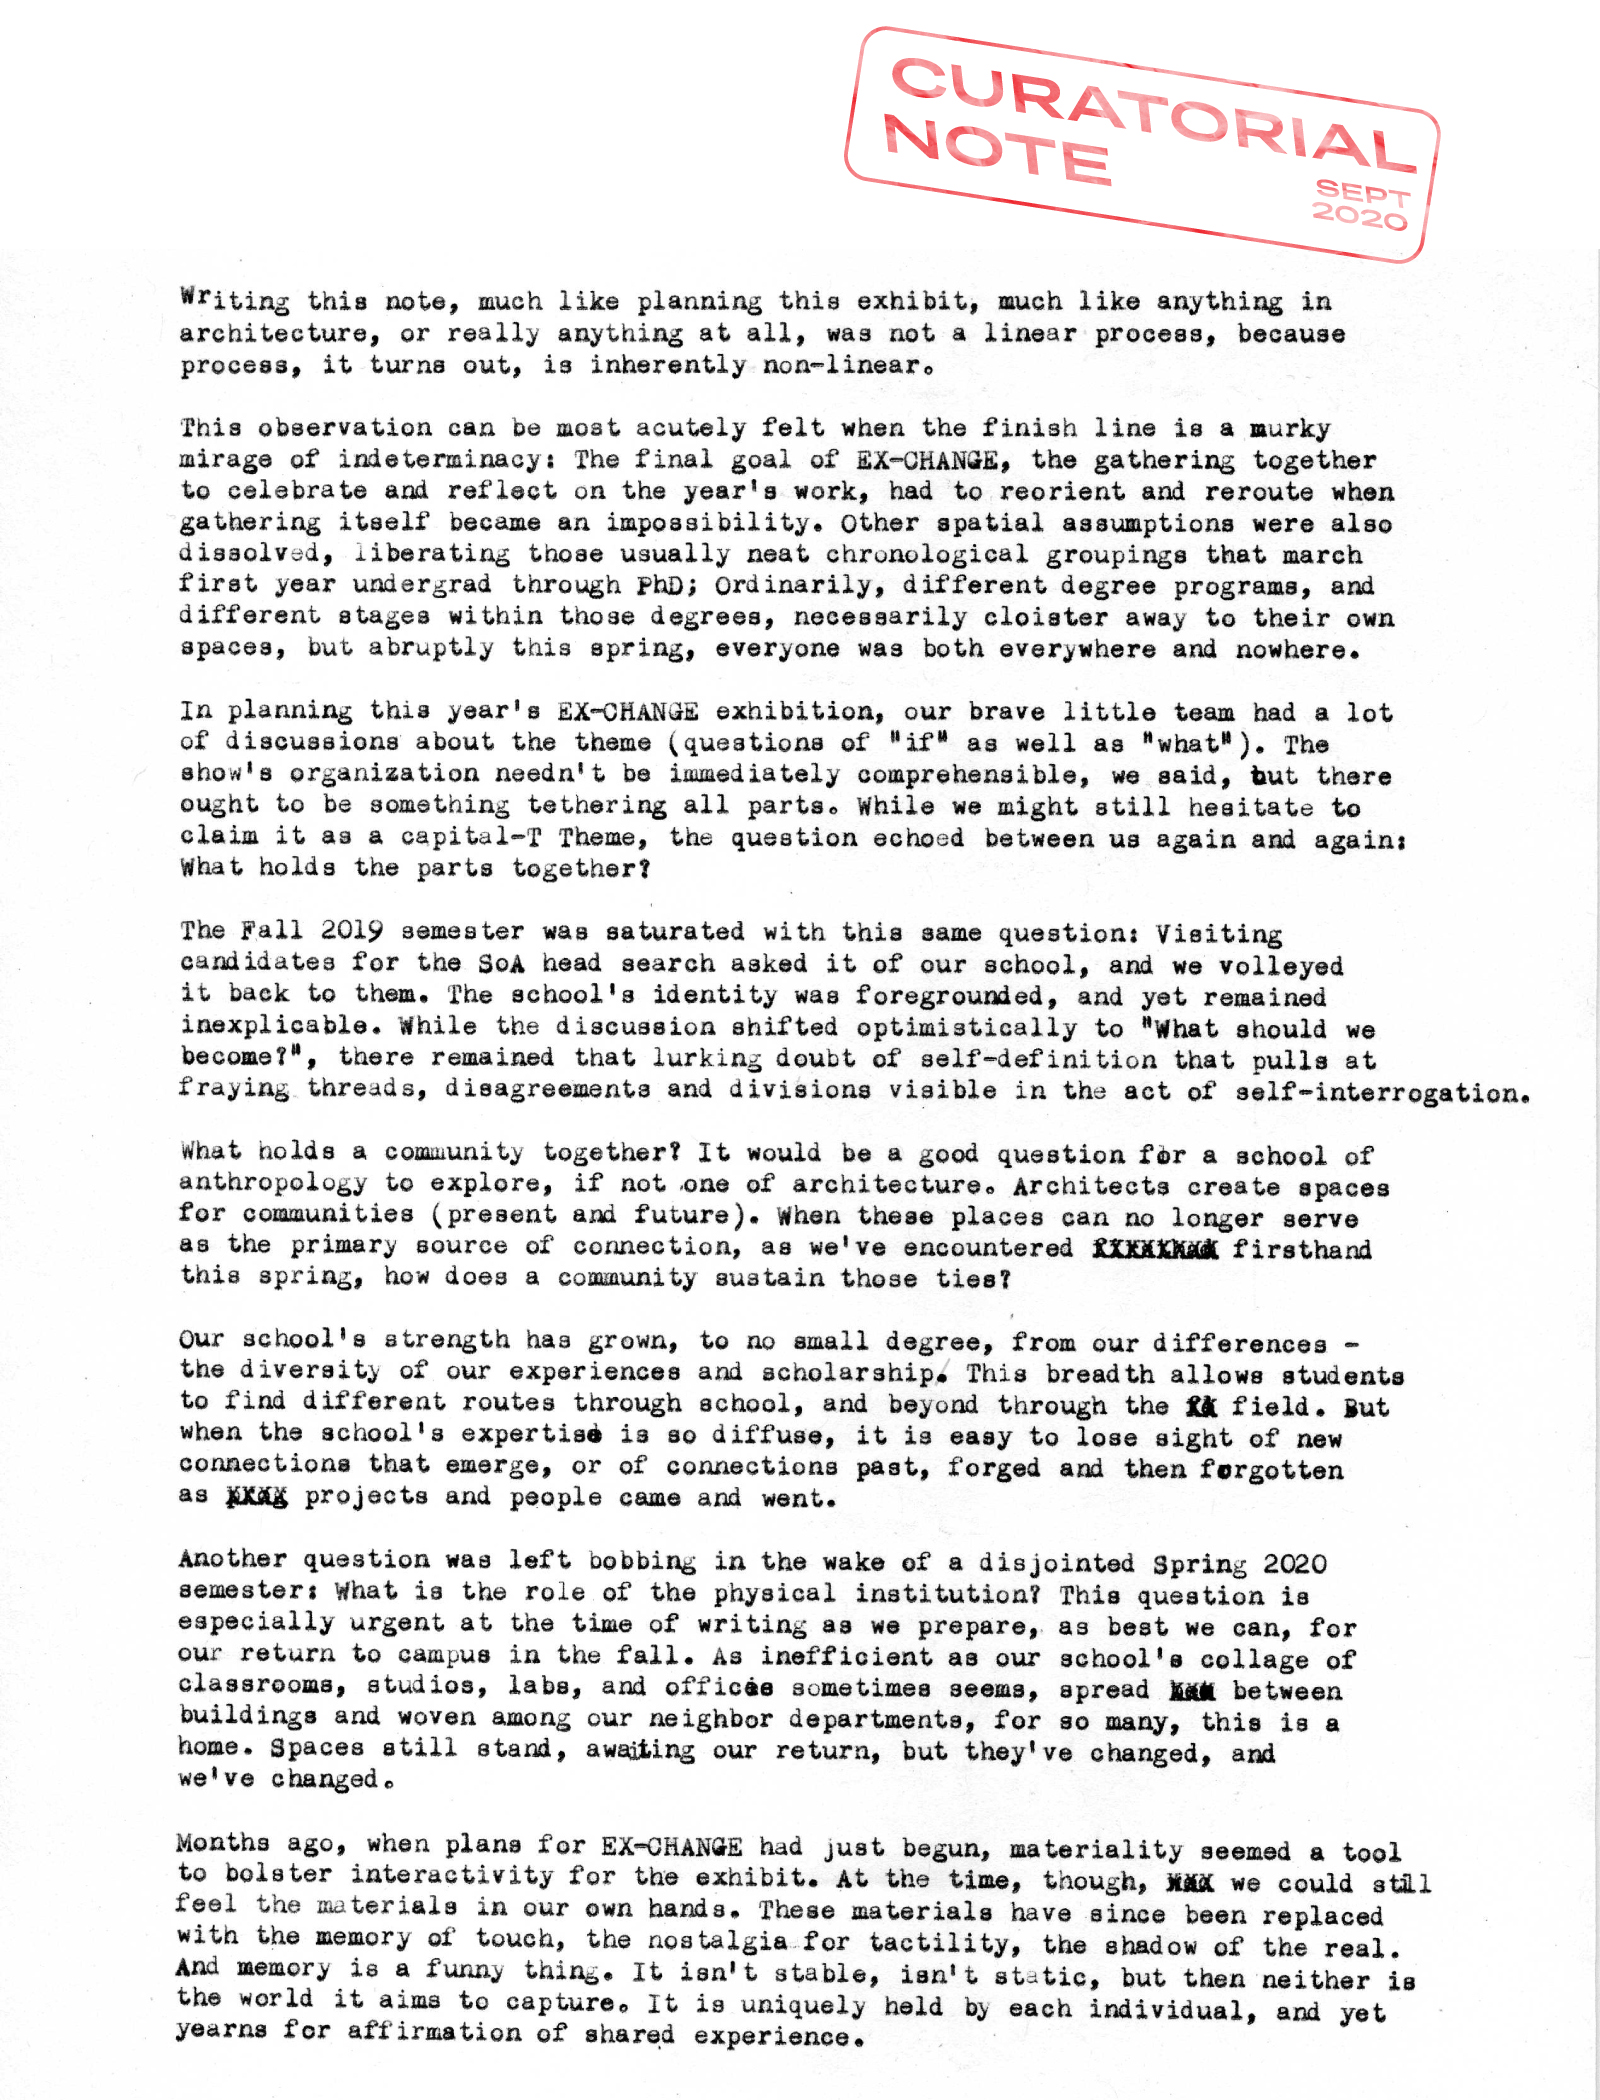 CURATORIAL
NOTE
SEPT
2020
Writing this note, much like planning this exhibit, much like anything in
architecture, or really anything at all, was not a linear process, because
process, it turns out, is inherently non-linear.
This observation can be most acutely felt when the finish line is a murky
mirage of indeterminacy: The final goal of EX-CHANGE, the gathering together
to celebrate and reflect on the year's work, had to reorient and reroute when
gathering itself became an impossibility. Other spatial assumptions were also
dissolved, liberating those usually neat chronological groupings that march
first year undergrad through PhD; Ordinarily, different degree programs, and
different stages within those degrees, necessarily cloister away to their own
spaces, but abruptly this spring, everyone was both everywhere and nowhere.
In planning this year's EX-CHANGE exhibition, our brave little team had a lot
of discussions about the theme (questions of "if" as well as "what"). The
show's organization needn't be immediately comprehensible, we said, but there
ought to be something tethering all parts. While we might still hesitate to
claim it as a capital-T Theme, the question echoed between us again and again:
What holds the parts together?
The Fall 2019 semester was saturated with this same question: Visiting
candidates for the SoA head search asked it of our school, and we volleyed
it back to them. The school's identity was foregrounded, and yet remained
inexplicable. While the discussion shifted optimistically to "What should we
become?", there remained that lurking doubt of self-definition that pulls at
fraying threads, disagreements and divisions visible in the act of self-interrogation.
What holds a community together? It would be a good question for a school of
anthropology to explore, if not one of architecture. Architects create spaces
for communities (present and future). When these places can no longer serve
as the primary source of connection, as we've encountered firsthand
this spring, how does a community sustain those ties?
Our school's strength has grown, to no small degree, from our differences -
the diversity of our experiences and scholarship. This breadth allows students
to find different routes through school, and beyond through the field. But
when the school's expertise is so diffuse, it is easy to lose sight of new
connections that emerge, or of connections past, forged and then forgotten
as projects and people came and went.
Another question was left bobbing in the wake of a disjointed Spring 2020
semester: What is the role of the physical institution? This question is
especially urgent at the time of writing as we prepare, as best we can, for
our return to campus in the fall. As inefficient as our school's collage of
classrooms, studios, labs, and offices sometimes seems, spread between
buildings and woven among our neighbor departments, for so many, this is a
home. Spaces still stand, awaiting our return, but they've changed, and
we've changed.
Months ago, when plans for EX-CHANGE had just begun, materiality seemed a tool
to bolster interactivity for the exhibit. At the time, though, we could still
feel the materials in our own hands. These materials have since been replaced
with the memory of touch, the nostalgia for tactility, the shadow of the real.
And memory is a funny thing. It isn't stable, isn't static, but then neither is
the world it aims to capture. It is uniquely held by each individual, and yet
yearns for affirmation of shared experience.